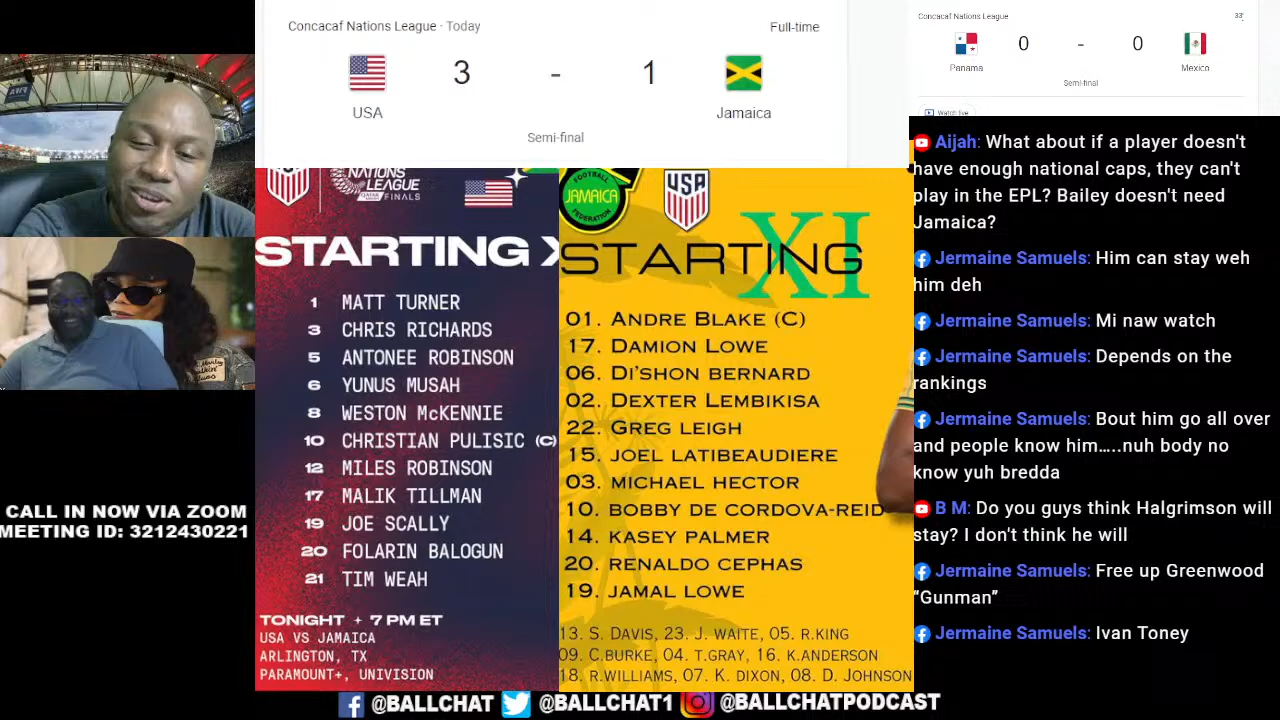 Concacaf Nations League · Today
Full-time
3 - 1
USA
Jamaica
Semi-final
Concacaf Nations League
33'
0 - 0
Panama
Mexico
Semi-final
Watch live
NATIONS
LEAGUE
FINALS
STARTING X
1 MATT TURNER
3 CHRIS RICHARDS
5 ANTONEE ROBINSON
6 YUNUS MUSAH
8 WESTON McKENNIE
10 CHRISTIAN PULISIC (C)
12 MILES ROBINSON
17 MALIK TILLMAN
19 JOE SCALLY
20 FOLARIN BALOGUN
21 TIM WEAH
TONIGHT + 7 PM ET
USA VS JAMAICA
ARLINGTON, TX
PARAMOUNT+, UNIVISION
FOOTBALL
JAMAICA
FEDERATION
USA
STARTING
XI
01. ANDRE BLAKE (C)
17. DAMION LOWE
06. DI'SHON BERNARD
02. DEXTER LEMBIKISA
22. GREG LEIGH
15. JOEL LATIBEAUDIERE
03. MICHAEL HECTOR
10. BOBBY DE CORDOVA-REID
14. KASEY PALMER
20. RENALDO CEPHAS
19. JAMAL LOWE
13. S. DAVIS, 23. J. WAITE, 05. R.KING
09. C.BURKE, 04. T.GRAY, 16. K.ANDERSON
18. R.WILLIAMS, 07. K. DIXON, 08. D. JOHNSON
Aijah: What about if a player doesn't
have enough national caps, they can't
play in the EPL? Bailey doesn't need
Jamaica?
Jermaine Samuels: Him can stay weh
him deh
Jermaine Samuels: Mi naw watch
Jermaine Samuels: Depends on the
rankings
Jermaine Samuels: Bout him go all over
and people know him.....nuh body no
know yuh bredda
B M: Do you guys think Halgrimson will
stay? I don't think he will
Jermaine Samuels: Free up Greenwood
“Gunman”
Jermaine Samuels: Ivan Toney
CALL IN NOW VIA ZOOM
MEETING ID: 3212430221
@BALLCHAT @BALLCHAT1 @BALLCHATPODCAST